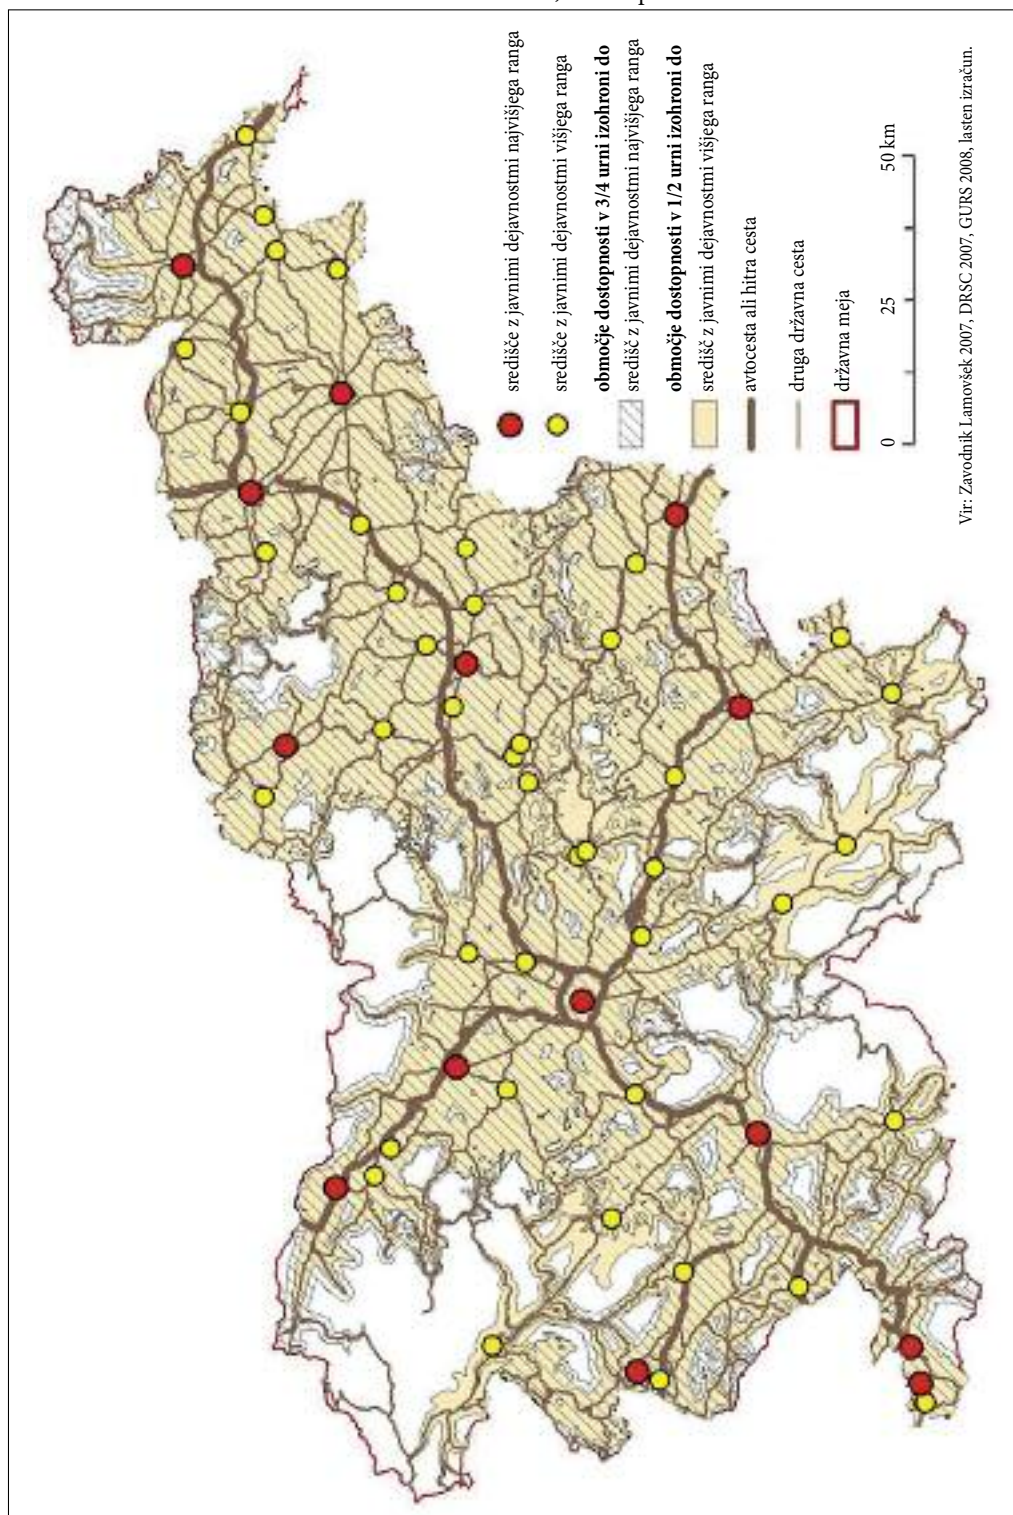 središče z javnimi dejavnostmi najvišjega ranga
središče z javnimi dejavnostmi višjega ranga
območje dostopnosti v 3/4 urni izohroni do
središč z javnimi dejavnostmi najvišjega ranga
območje dostopnosti v 1/2 urni izohroni do
središč z javnimi dejavnostmi višjega ranga
avtocesta ali hitra cesta
druga državna cesta
državna meja
0 25 50 km
Vir: Zavodnik Lamovšek 2007, DRSC 2007, GURS 2008, lasten izračun.